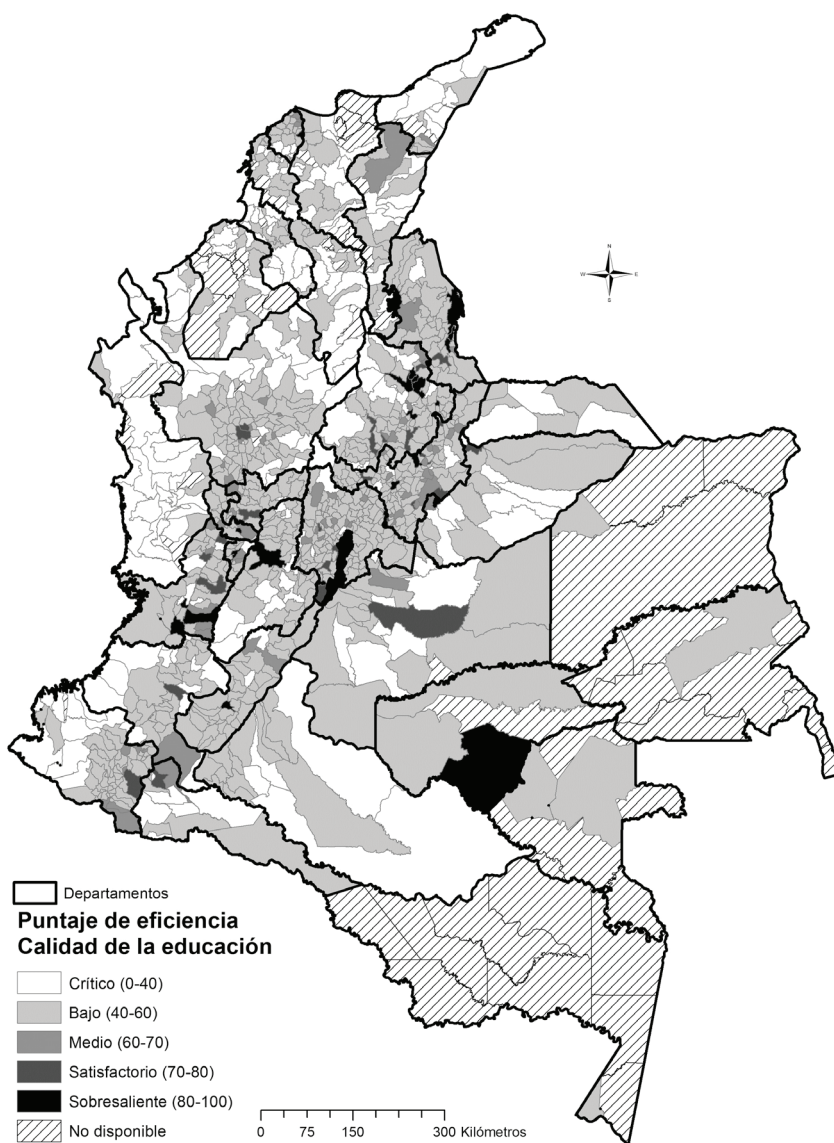 N
W E
S
Departamentos
Puntaje de eficiencia
Calidad de la educación
Crítico (0-40)
Bajo (40-60)
Medio (60-70)
Satisfactorio (70-80)
Sobresaliente (80-100)
No disponible
0 75 150 300 Kilómetros